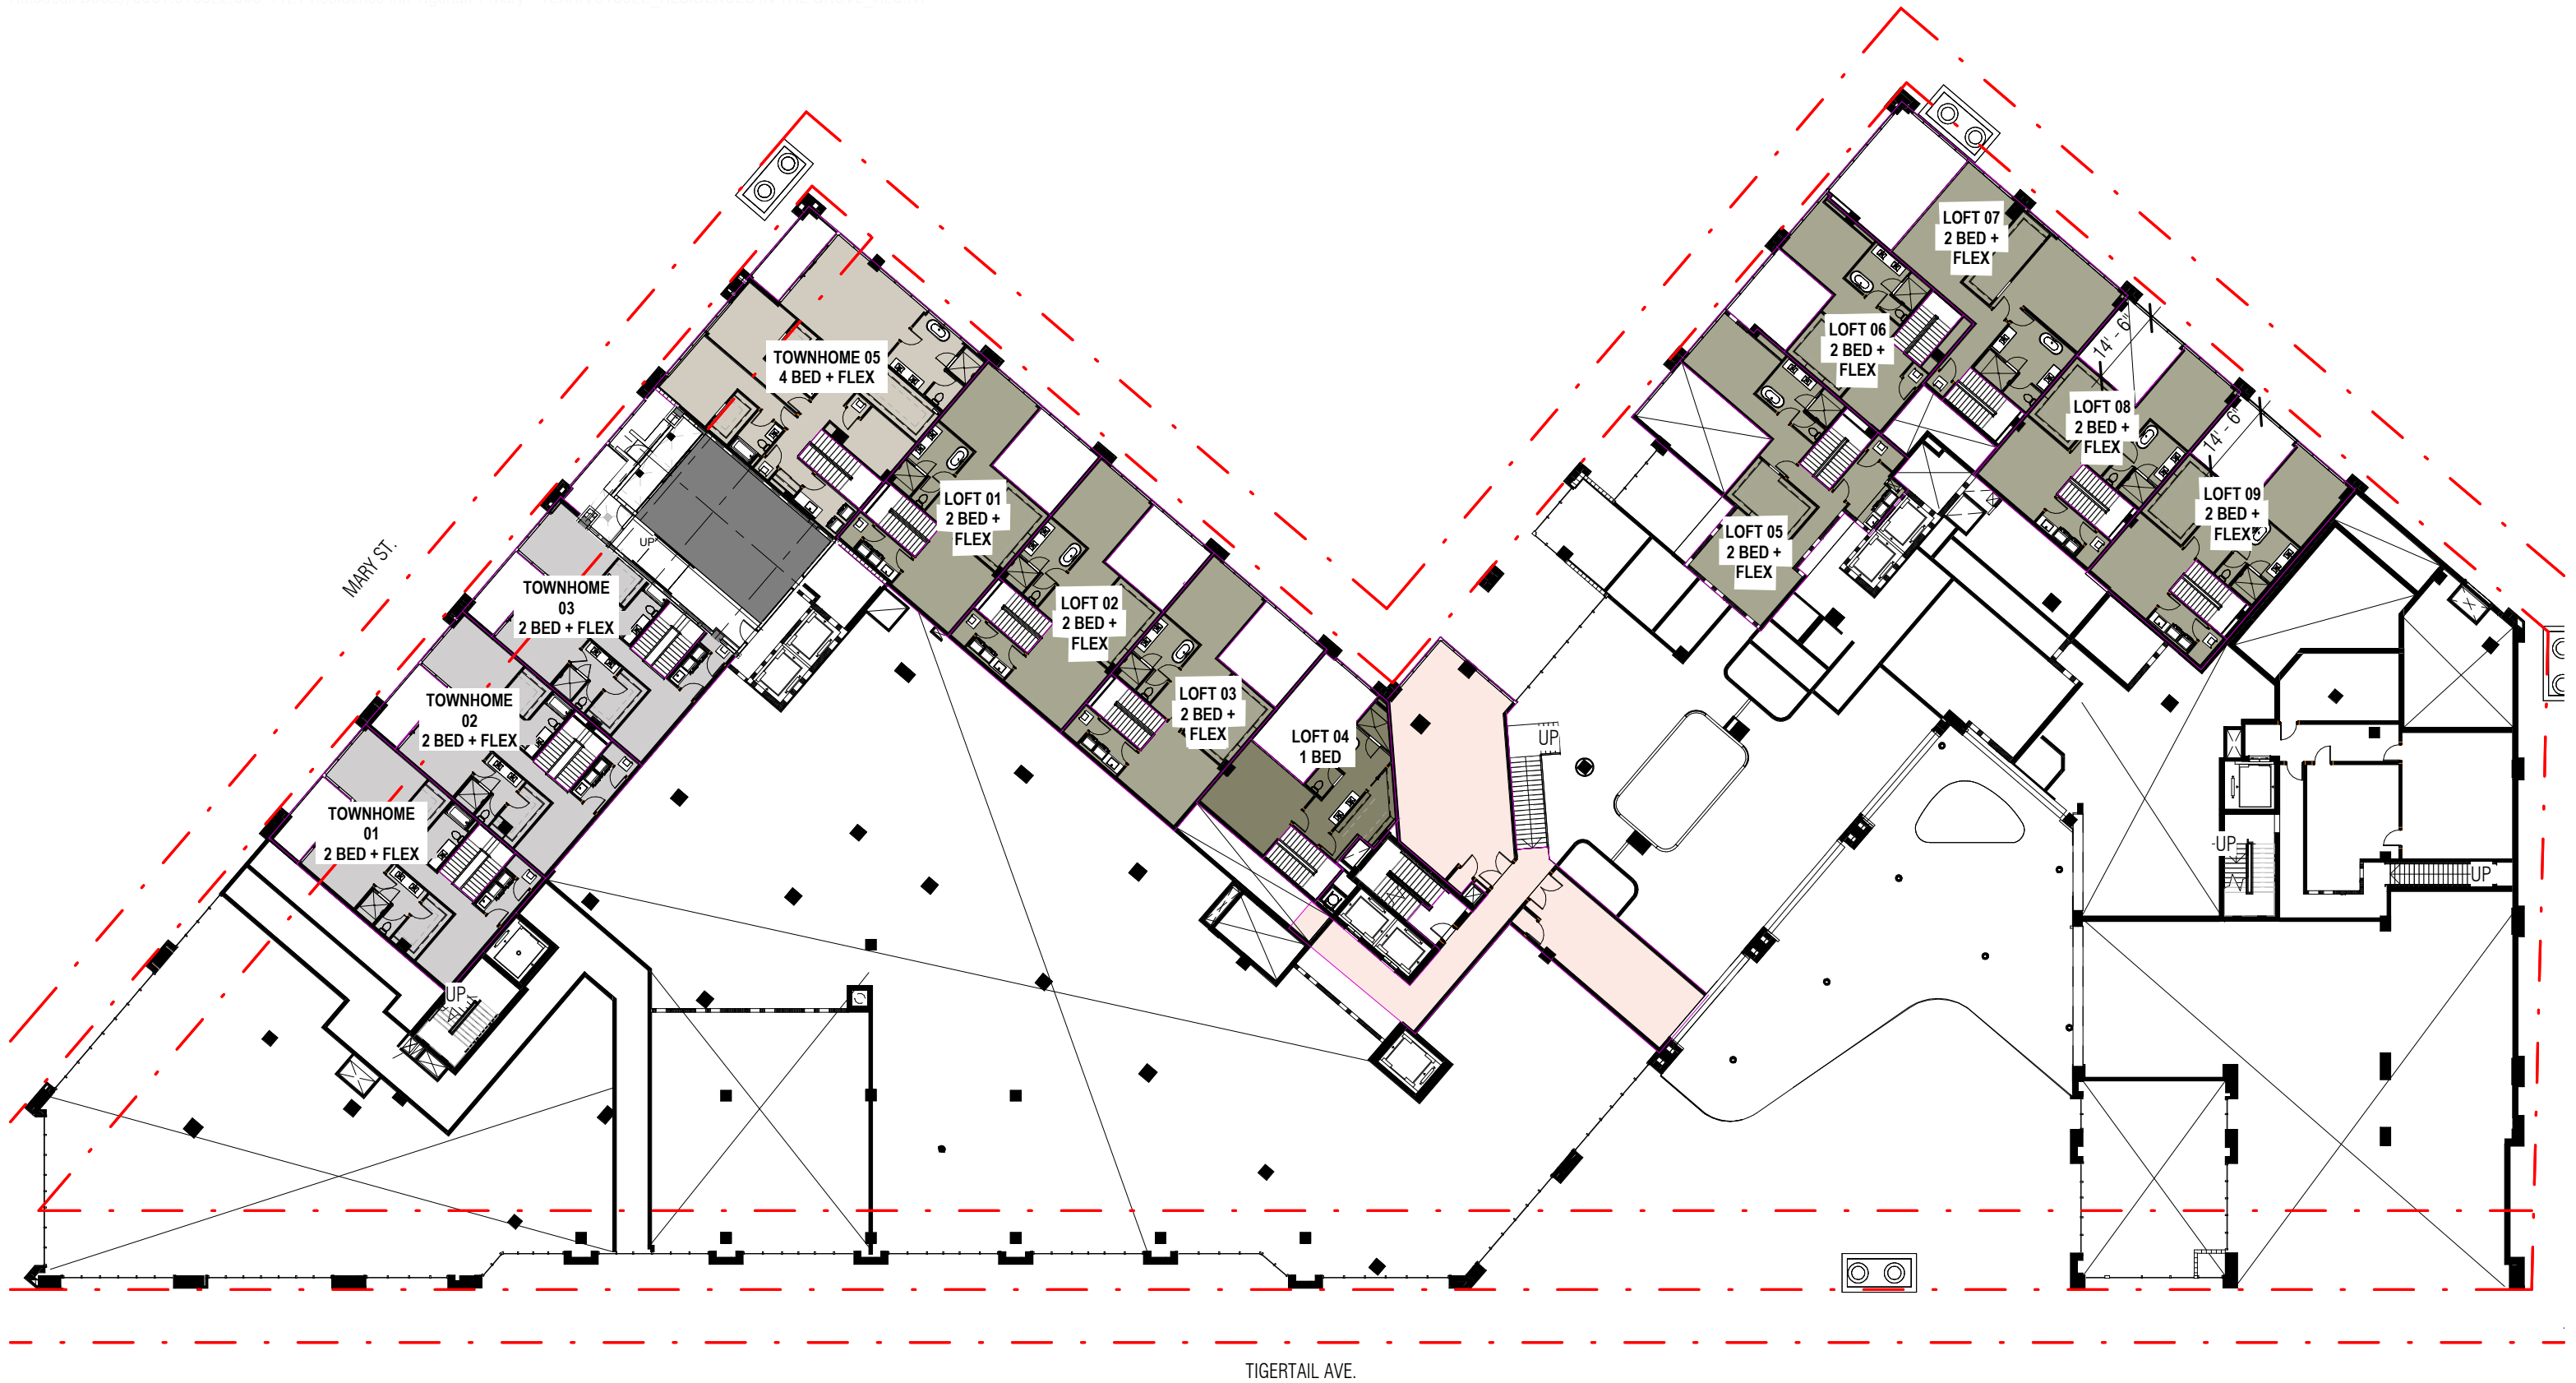 LOFT 07
2 BED +
FLEX
14' - 6"
LOFT 06
2 BED +
FLEX
TOWNHOME 05
4 BED + FLEX
LOFT 08
2 BED +
FLEX
14' - 6"
LOFT 01
2 BED +
FLEX
LOFT 09
2 BED +
FLEX
LOFT 05
2 BED +
FLEX
UP
MARY ST.
TOWNHOME
03
2 BED + FLEX
LOFT 02
2 BED +
FLEX
TOWNHOME
02
2 BED + FLEX
LOFT 03
2 BED +
FLEX
LOFT 04
1 BED
UP
TOWNHOME
01
2 BED + FLEX
UP
UP
UP
TIGERTAIL AVE.